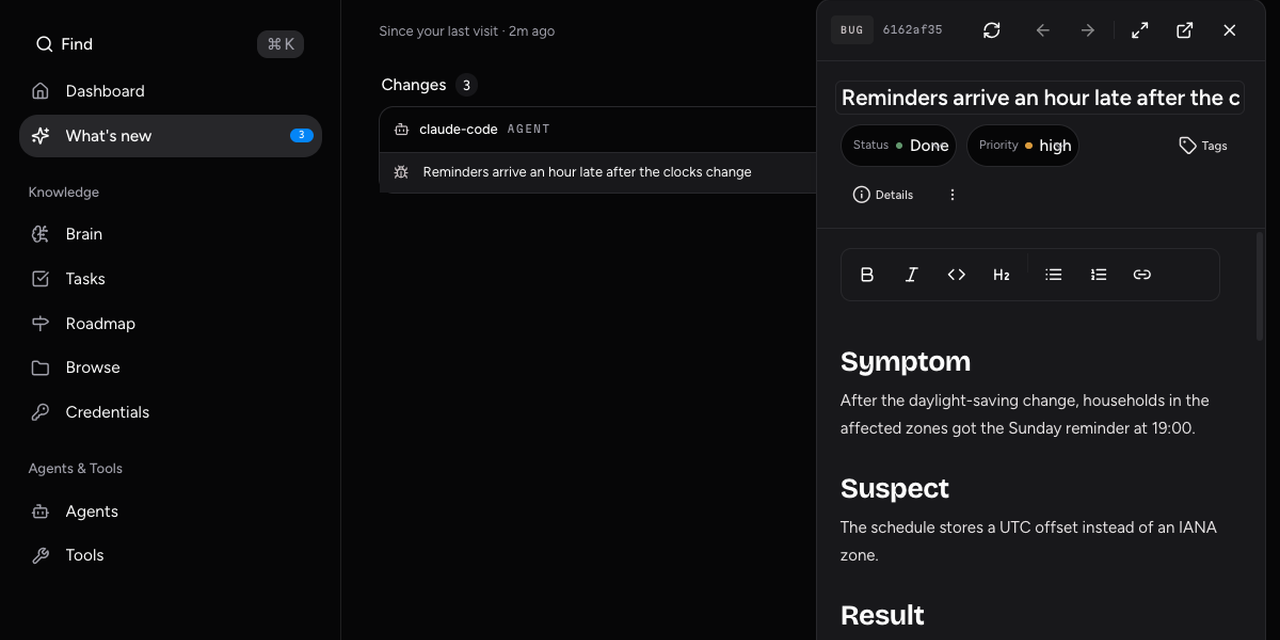 Find
⌘ K
Dashboard
What's new
3
Knowledge
Brain
Tasks
Roadmap
Browse
Credentials
Agents & Tools
Agents
Tools
Since your last visit · 2m ago
Changes 3
claude-code AGENT
Reminders arrive an hour late after the clocks change
BUG 6162af35
Reminders arrive an hour late after the c
Status Done
Priority high
Tags
Details
B I <> H2
Symptom
After the daylight-saving change, households in the
affected zones got the Sunday reminder at 19:00.
Suspect
The schedule stores a UTC offset instead of an IANA
zone.
Result